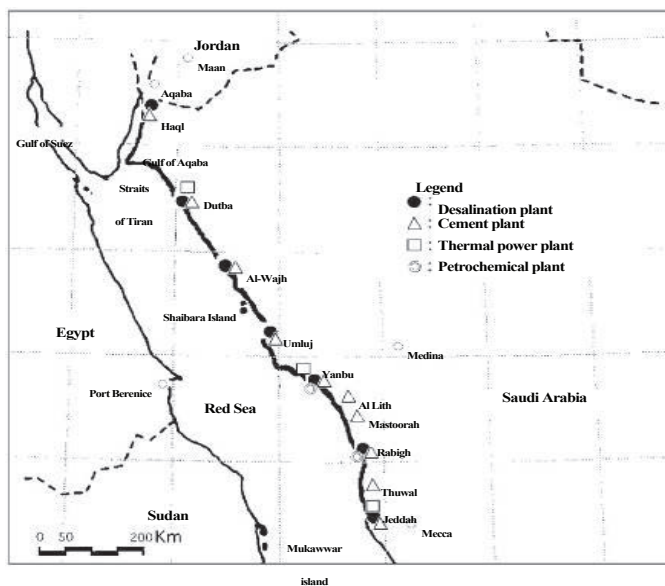 Jordan
Maan
Aqaba
Haql
Gulf of Suez
Gulf of Aqaba
Straits
of Tiran
Dutba
Legend
: Desalination plant
: Cement plant
: Thermal power plant
: Petrochemical plant
Al-Wajh
Shaibara Island
Egypt
Umluj
Medina
Yanbu
Port Berenice
Al Lith
Saudi Arabia
Red Sea
Mastoorah
Rabigh
Thuwal
Sudan
Jeddah
Mecca
0 50 200 Km
Mukawwar
island